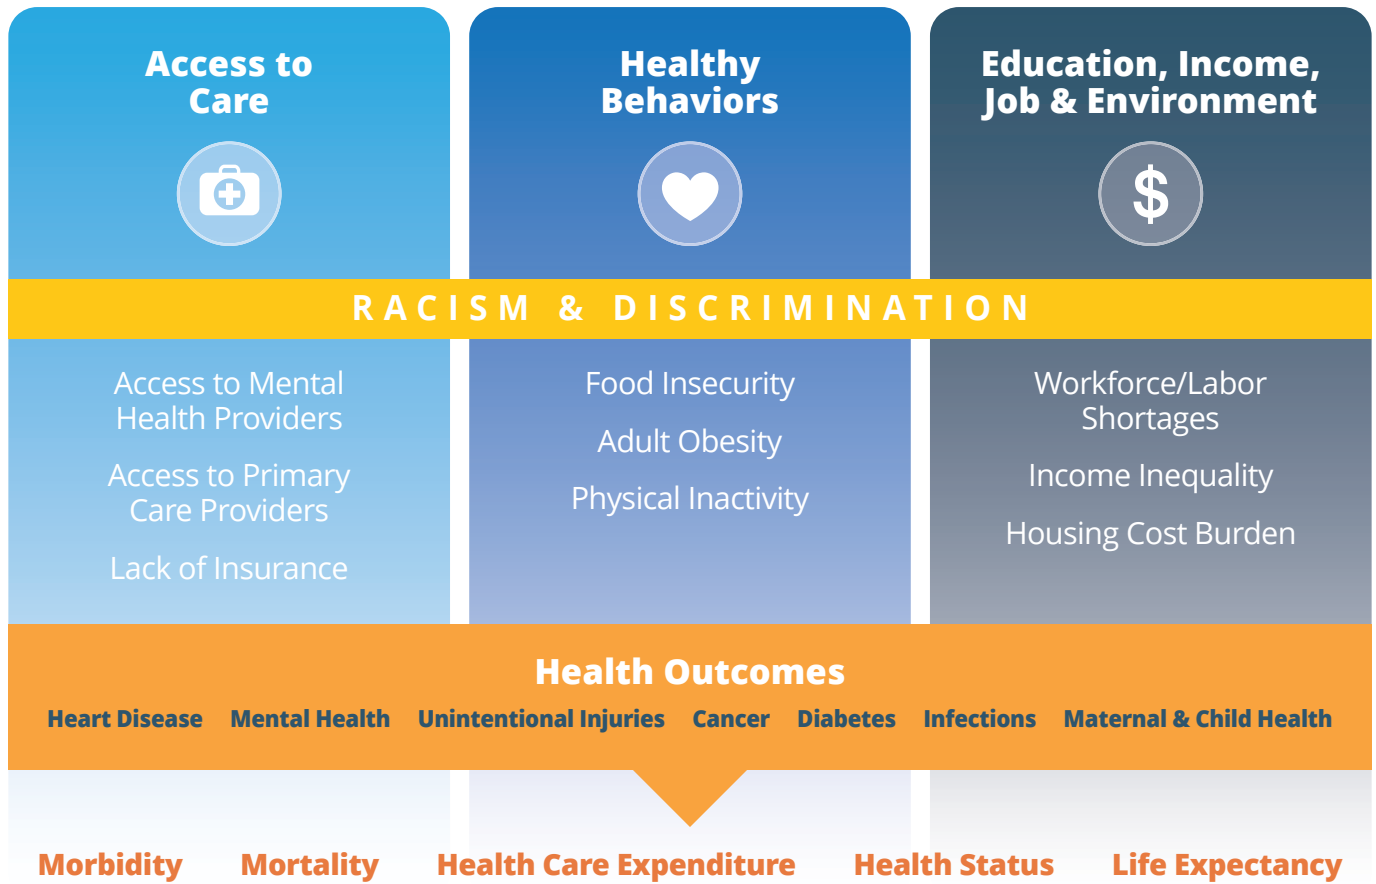 Access to
Care
Healthy
Behaviors
Education, Income,
Job & Environment
$
RACISM & DISCRIMINATION
Access to Mental
Health Providers
Access to Primary
Care Providers
Lack of Insurance
Food Insecurity
Adult Obesity
Physical Inactivity
Workforce/Labor
Shortages
Income Inequality
Housing Cost Burden
Health Outcomes
Heart Disease Mental Health Unintentional Injuries Cancer Diabetes Infections Maternal & Child Health
Morbidity Mortality Health Care Expenditure Health Status Life Expectancy